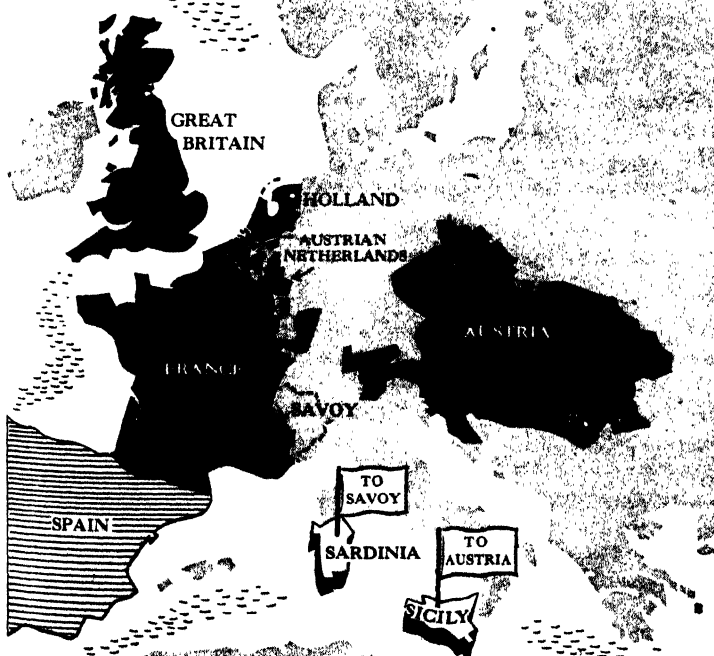 GREAT
BRITAIN
HOLLAND
AUSTRIAN
NETHERLANDS
AUSTRIA
FRANCE
SAVOY
TO
SAVOY
SPAIN
SARDINIA
TO
AUSTRIA
SICILY